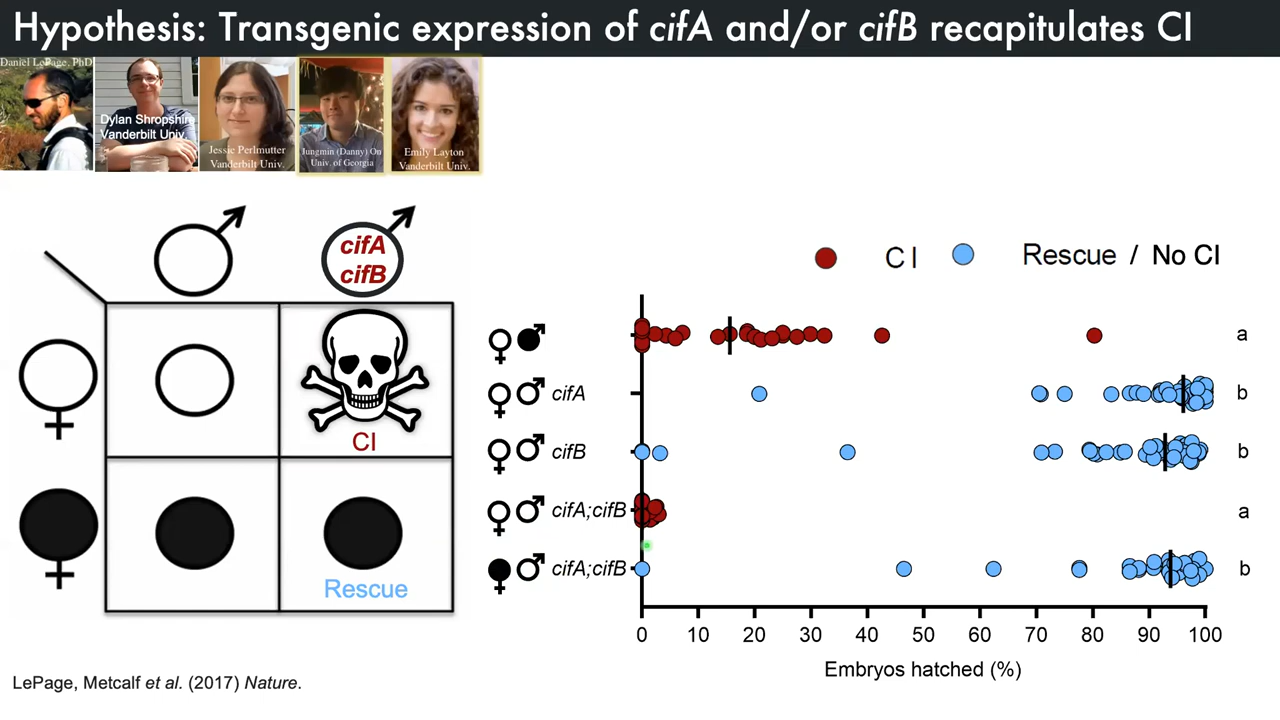 Hypothesis: Transgenic expression of cifA and/or cifB recapitulates CI
Daniel LePage, PhD
Dylan Shropshire
Vanderbilt Univ.
Jessie Perlmutter
Vanderbilt Univ.
Jungmin (Danny) On
Univ. of Georgia
Emily Layton
Vanderbilt Univ.
cifA
cifB
CI
Rescue
CI Rescue / No CI
a
cifA b
cifB b
cifA;cifB a
cifA;cifB b
0 10 20 30 40 50 60 70 80 90 100
Embryos hatched (%)
LePage, Metcalf et al. (2017) Nature.